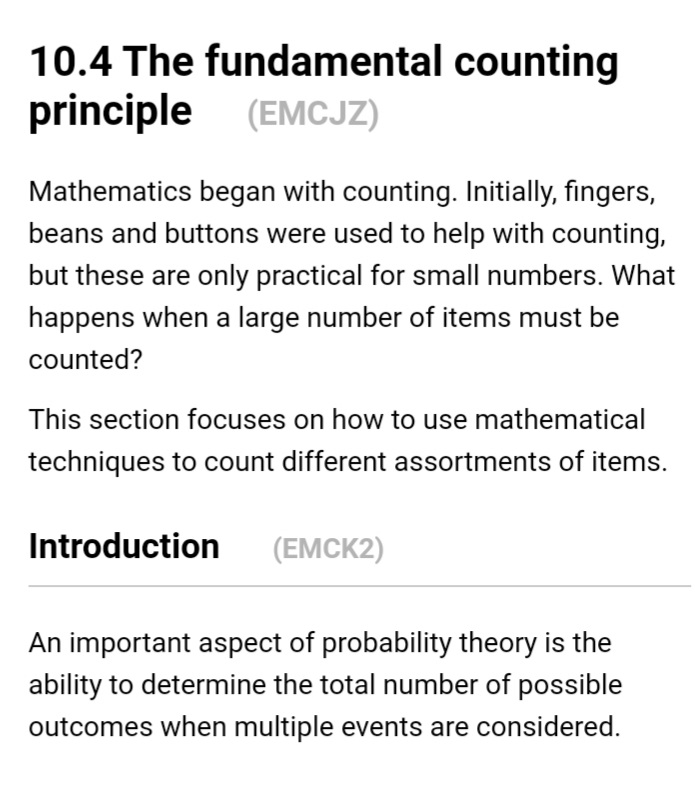 10.4 The fundamental counting
principle (EMCJZ)
Mathematics began with counting. Initially, fingers,
beans and buttons were used to help with counting,
but these are only practical for small numbers. What
happens when a large number of items must be
counted?
This section focuses on how to use mathematical
techniques to count different assortments of items.
Introduction (EMCK2)
An important aspect of probability theory is the
ability to determine the total number of possible
outcomes when multiple events are considered.